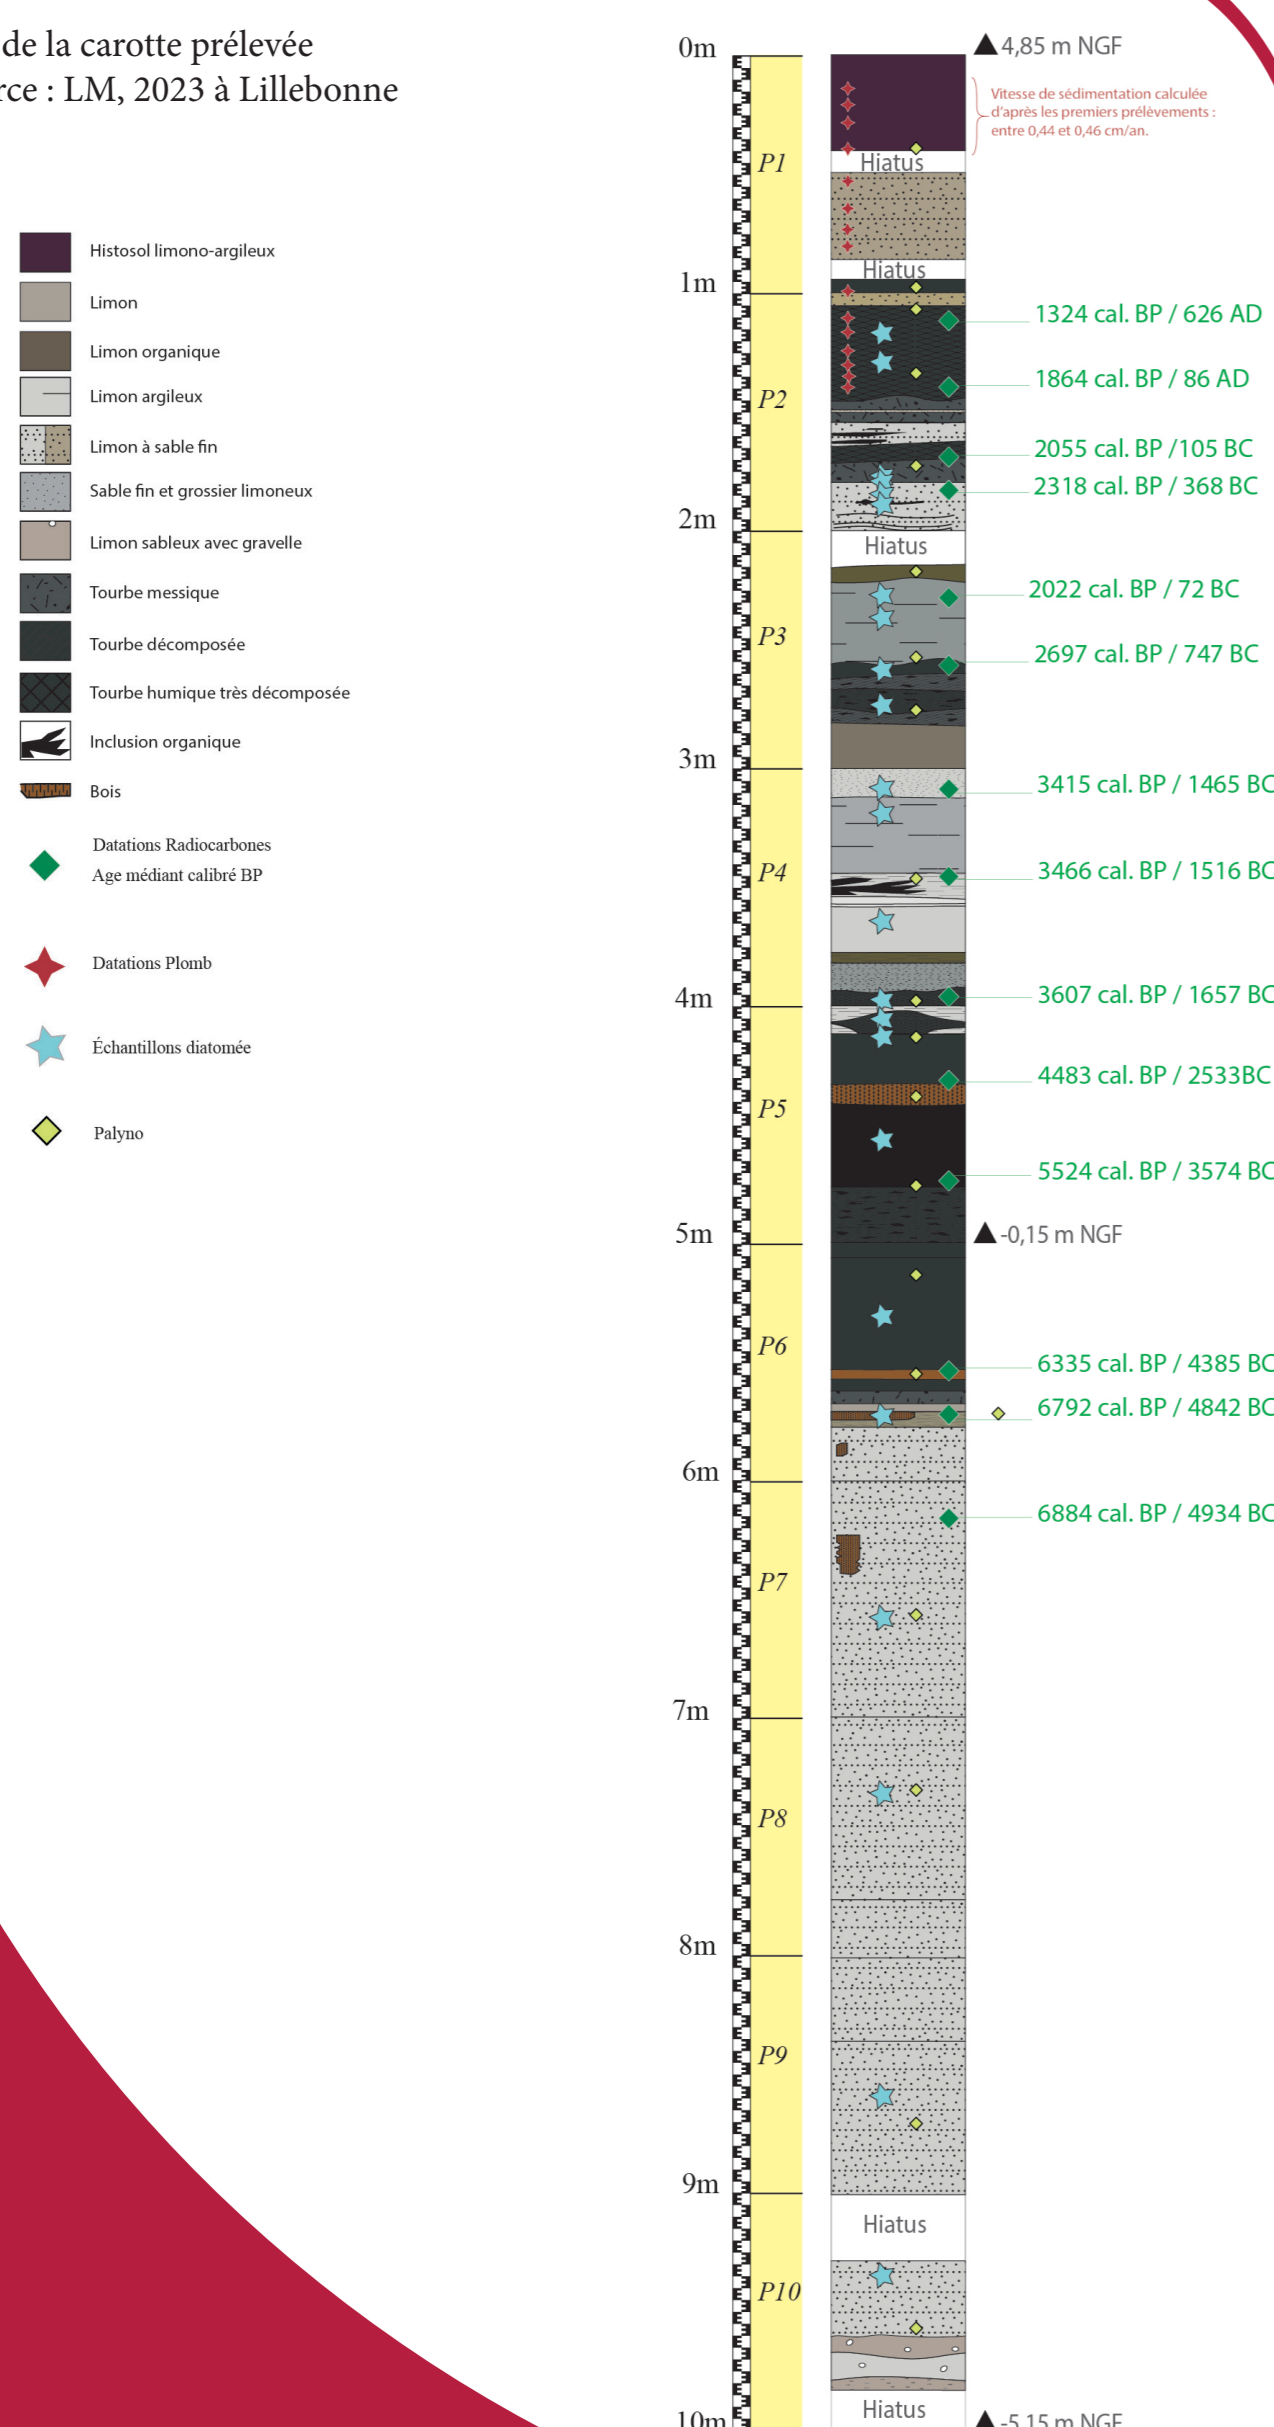 de la carotte prélevée
rce : LM, 2023 à Lillebonne
Histosol limono-argileux
Limon
Limon organique
Limon argileux
Limon à sable fin
Sable fin et grossier limoneux
Limon sableux avec gravelle
Tourbe messique
Tourbe décomposée
Tourbe humique très décomposée
Inclusion organique
Bois
Datations Radiocarbones
Age médiant calibré BP
Datations Plomb
Échantillons diatomée
Palyno
0m
4,85 m NGF
Vitesse de sédimentation calculée
d'après les premiers prélèvements :
entre 0,44 et 0,46 cm/an.
P1
Hiatus
Hiatus
1m
1324 cal. BP / 626 AD
1864 cal. BP / 86 AD
P2
2055 cal. BP /105 BC
2318 cal. BP / 368 BC
2m
Hiatus
2022 cal. BP / 72 BC
P3
2697 cal. BP / 747 BC
3m
3415 cal. BP / 1465 BC
P4
3466 cal. BP / 1516 BC
4m
3607 cal. BP / 1657 BC
4483 cal. BP / 2533BC
P5
5524 cal. BP / 3574 BC
5m
-0,15 m NGF
P6
6335 cal. BP / 4385 BC
6792 cal. BP / 4842 BC
6m
6884 cal. BP / 4934 BC
P7
7m
P8
8m
P9
9m
Hiatus
P10
Hiatus
10m
-5,15 m NGF